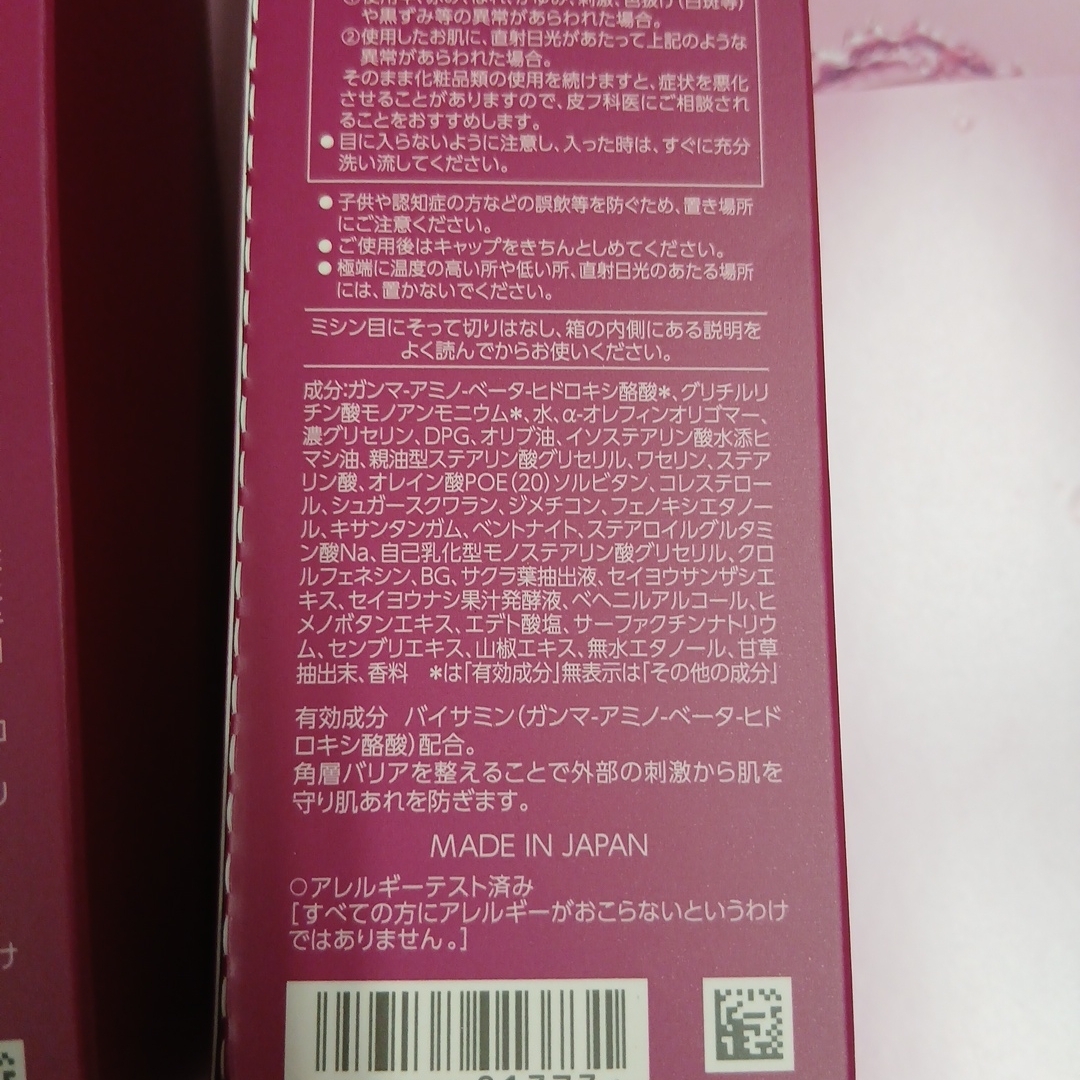 や黒ずみ等の異常があらわれた場合。
②使用したお肌に、直射日光があたって上記のような
異常があらわれた場合。
そのまま化粧品類の使用を続けますと、症状を悪化
させることがありますので、皮フ科医にご相談され
ることをおすすめします。
●目に入らないように注意し、入った時は、すぐに充分
洗い流してください。
●子供や認知症の方などの誤飲等を防ぐため、置き場所
にご注意ください。
●ご使用後はキャップをきちんとしめてください。
●極端に温度の高い所や低い所、直射日光のあたる場所
には、置かないでください。
ミシン目にそって切りはなし、箱の内側にある説明を
よく読んでからお使いください。
成分:ガンマ-アミノ-ベータ-ヒドロキシ酪酸*、グリチルリ
チン酸モノアンモニウム*、水、α-オレフィンオリゴマー、
濃グリセリン、DPG、オリブ油、イソステアリン酸水添ヒ
マシ油、親油型ステアリン酸グリセリル、ワセリン、ステア
リン酸、オレイン酸POE(20)ソルビタン、コレステロー
ル、シュガースクワラン、ジメチコン、フェノキシエタノー
ル、キサンタンガム、ベントナイト、ステアロイルグルタミ
ン酸Na、自己乳化型モノステアリン酸グリセリル、クロ
ルフェネシン、BG、サクラ葉抽出液、セイヨウサンザシエ
キス、セイヨウナシ果汁発酵液、ベヘニルアルコール、ヒ
メノボタンエキス、エデト酸塩、サーファクチンナトリウ
ム、センブリエキス、山椒エキス、無水エタノール、甘草
抽出末、香料 *は「有効成分」無表示は「その他の成分」
有効成分 バイサミン(ガンマ-アミノ-ベータ-ヒド
ロキシ酪酸)配合。
角層バリアを整えることで外部の刺激から肌を
守り肌あれを防ぎます。
MADE IN JAPAN
○アレルギーテスト済み
[すべての方にアレルギーがおこらないというわけ
ではありません。]